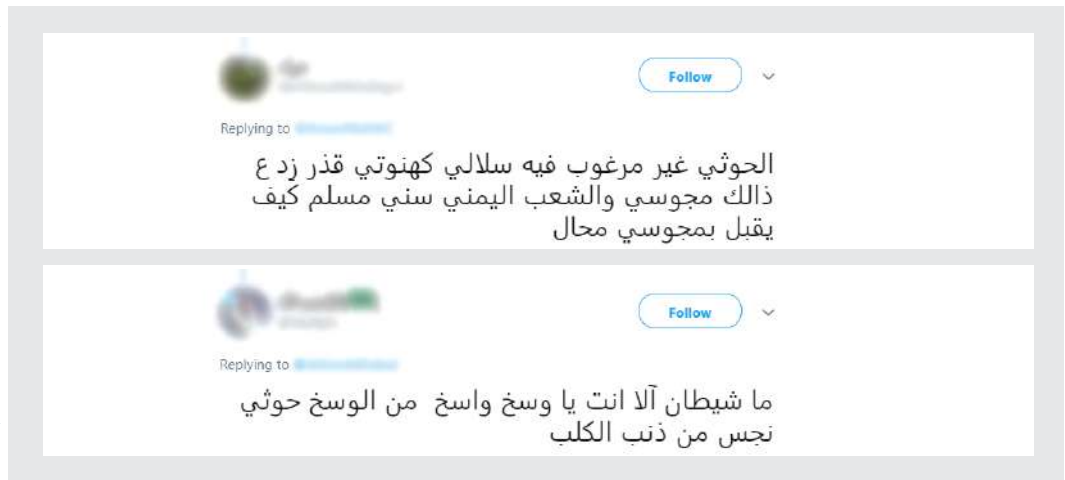 Follow
Replying to
الحوثي غير مرغوب فيه سلالي كهنوتي قذر زد ع
ذالك مجوسي والشعب اليمني سني مسلم كيف
يقبل بمجوسي محال
Follow
Replying to
ما شيطان آلا انت يا وسخ واسخ من الوسخ حوثي
نجس من ذنب الكلب